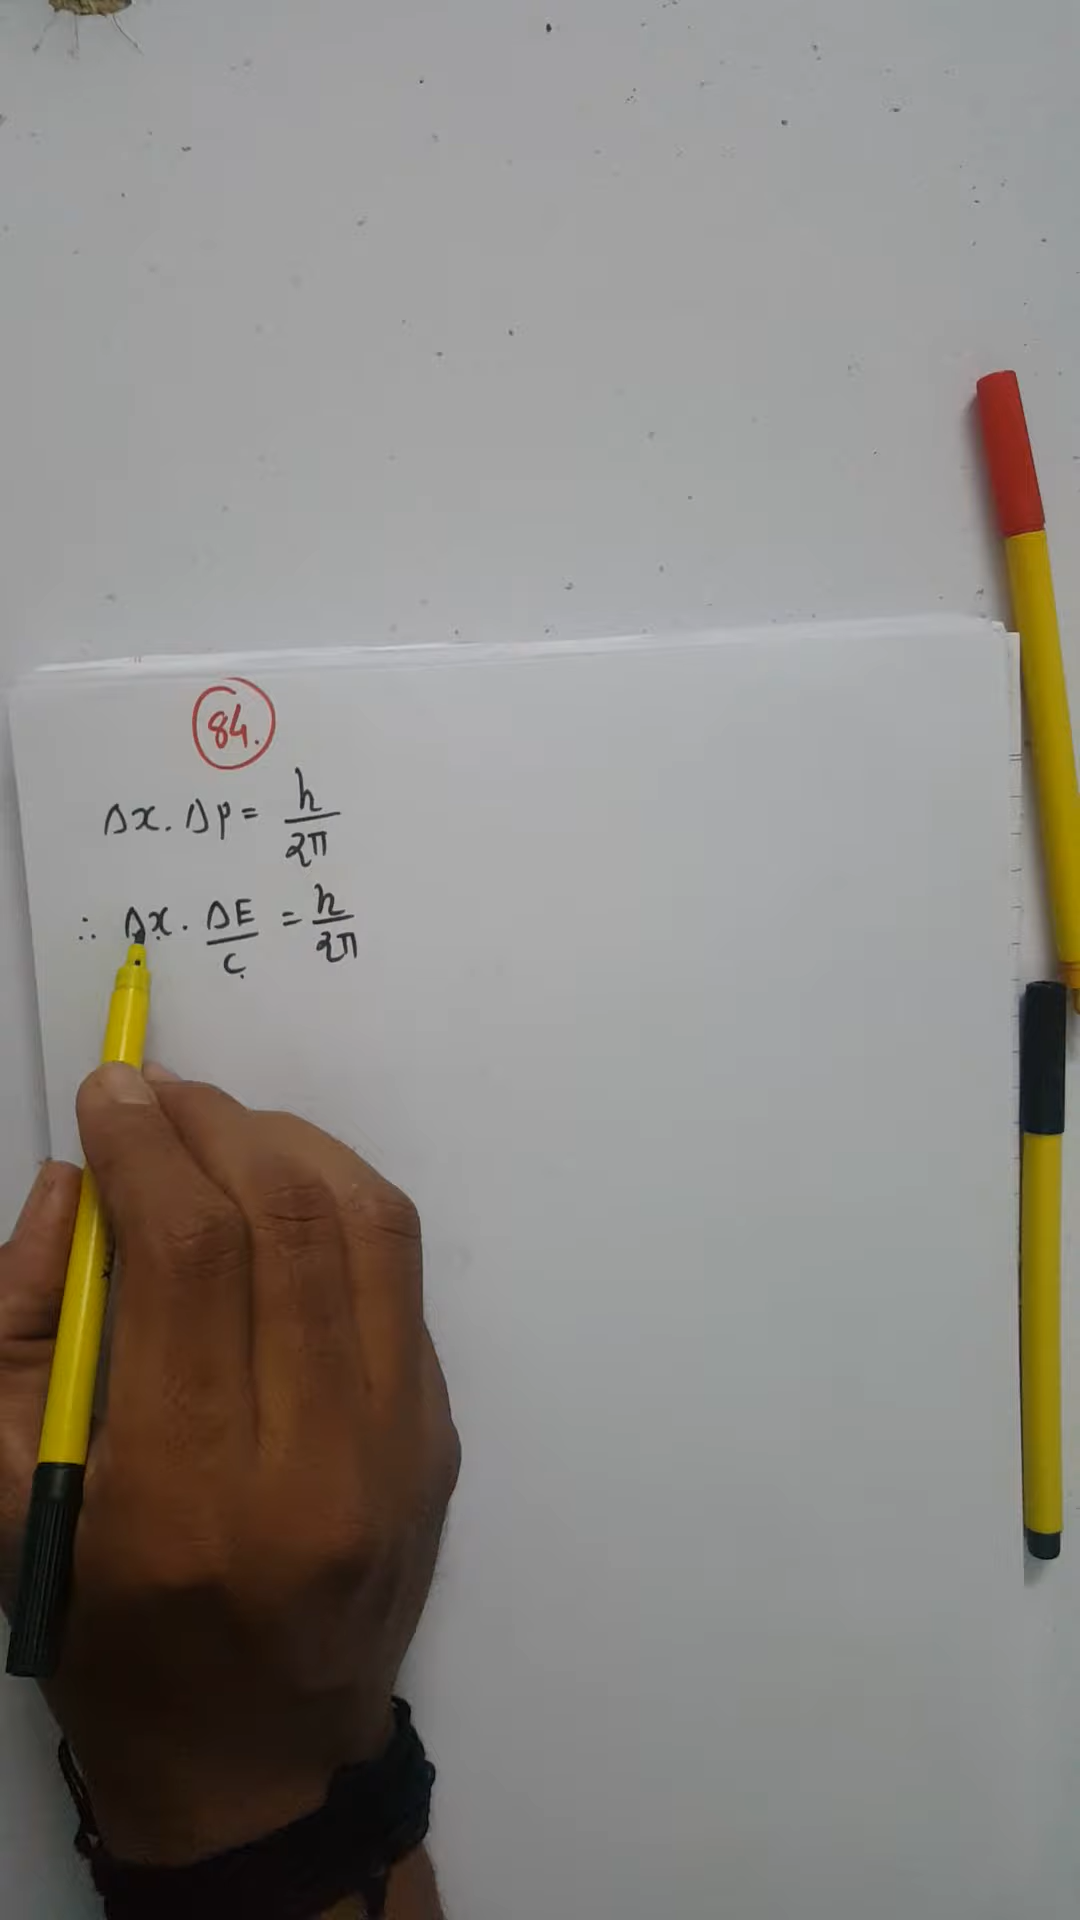 84.
Δx. Δp = h/2π
∴ Δx · ΔE/c = h/2π